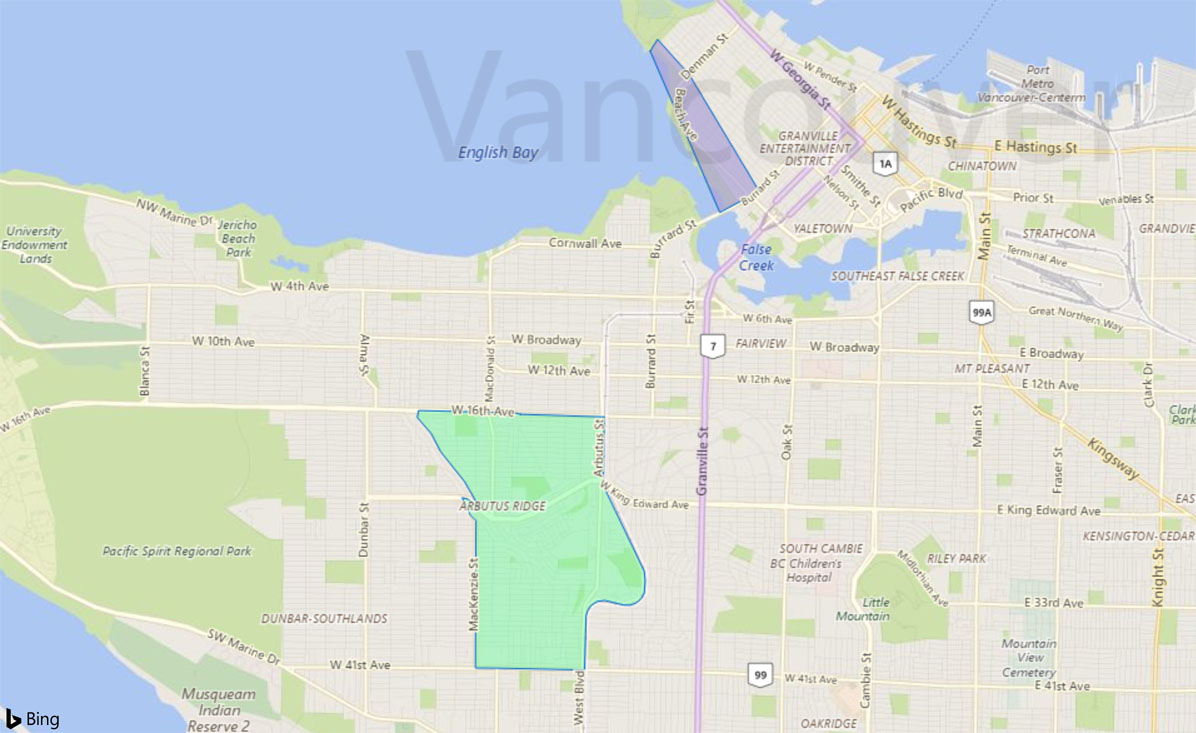 Vancouver
Denman St
W Georgia St
W Pender St
Port
Metro
Vancouver-Centerm
Beach Ave
W Hastings St
E Hastings St
GRANVILLE
ENTERTAINMENT
DISTRICT
1A
CHINATOWN
English Bay
Burrard St
Smithe St
Nelson St
Pacific Blvd
Prior St
Venables St
NW Marine Dr
Jericho
Beach
Park
University
Endowment
Lands
Cornwall Ave
Burrard St
YALETOWN
Main St
STRATHCONA
GRANDVIE
False
Creek
Terminal Ave
SOUTHEAST FALSE CREEK
W 4th Ave
Fir St
W 6th Ave
99A
Great Northern Way
W 10th Ave
Alma St
MacDonald St
W Broadway
Burrard St
7
FAIRVIEW
W Broadway
E Broadway
Blanca St
W 12th Ave
W 12th Ave
MT PLEASANT
E 12th Ave
Clark Dr
W 16th Ave
W 16th Ave
Arbutus St
Granville St
Oak St
Main St
Fraser St
Kingsway
Clark
Park
ARBUTUS RIDGE
W King Edward Ave
E King Edward Ave
EAS
Dunbar St
KENSINGTON-CEDAR
Pacific Spirit Regional Park
SOUTH CAMBIE
BC Children's
Hospital
RILEY PARK
Midlothian Ave
Knight St
MacKenzie St
Little
Mountain
E 33rd Ave
DUNBAR-SOUTHLANDS
SW Marine Dr
Mountain
View
Cemetery
W 41st Ave
99
W 41st Ave
Cambie St
E 41st Ave
Musqueam
Indian
Reserve 2
West Blvd
OAKRIDGE
Bing